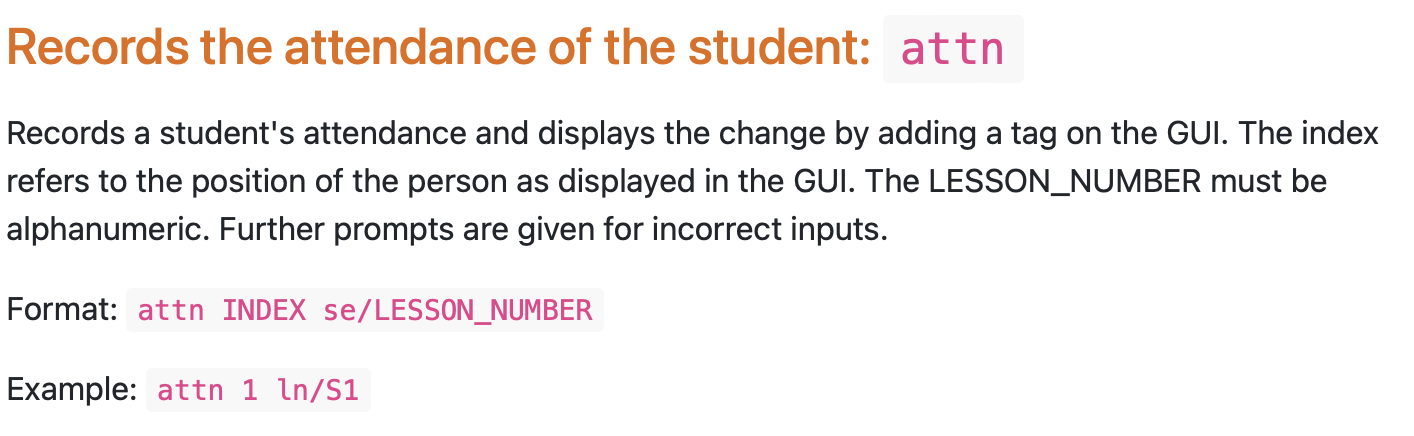 Records the attendance of the student: attn
Records a student's attendance and displays the change by adding a tag on the GUI. The index
refers to the position of the person as displayed in the GUI. The LESSON_NUMBER must be
alphanumeric. Further prompts are given for incorrect inputs.
Format: attn INDEX se/LESSON_NUMBER
Example: attn 1 ln/S1